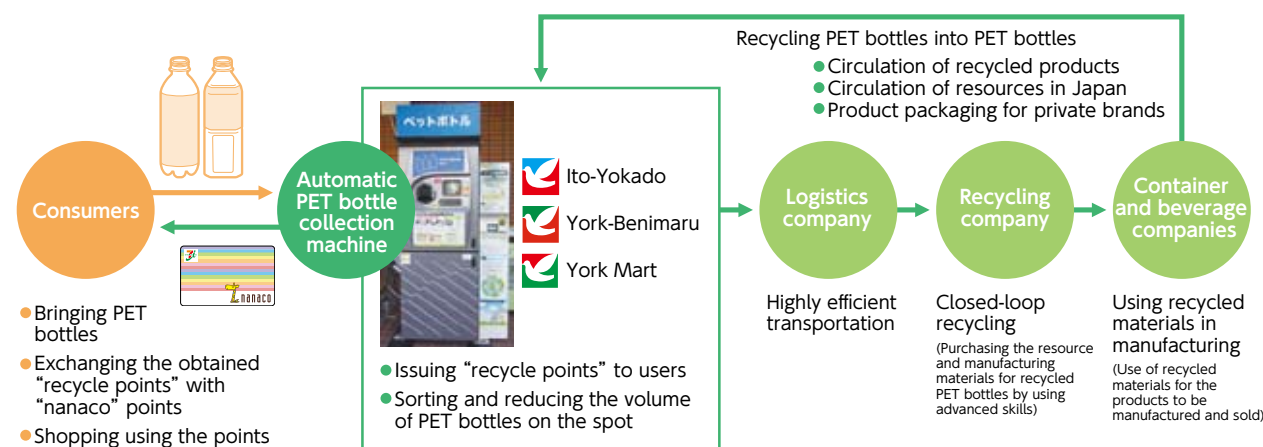 Recycling PET bottles into PET bottles
Circulation of recycled products
Circulation of resources in Japan
Product packaging for private brands
Consumers
Automatic
PET bottle
collection
machine
ペットボトル
Ito-Yokado
York-Benimaru
York Mart
Logistics
company
Recycling
company
Container
and beverage
companies
nanaco
Bringing PET
bottles
Exchanging the obtained
“recycle points” with
“nanaco” points
Shopping using the points
Issuing “recycle points” to users
Sorting and reducing the volume
of PET bottles on the spot
Highly efficient
transportation
Closed-loop
recycling
(Purchasing the resource
and manufacturing
materials for recycled
PET bottles by using
advanced skills)
Using recycled
materials in
manufacturing
(Use of recycled
materials for the
products to be
manufactured and sold)